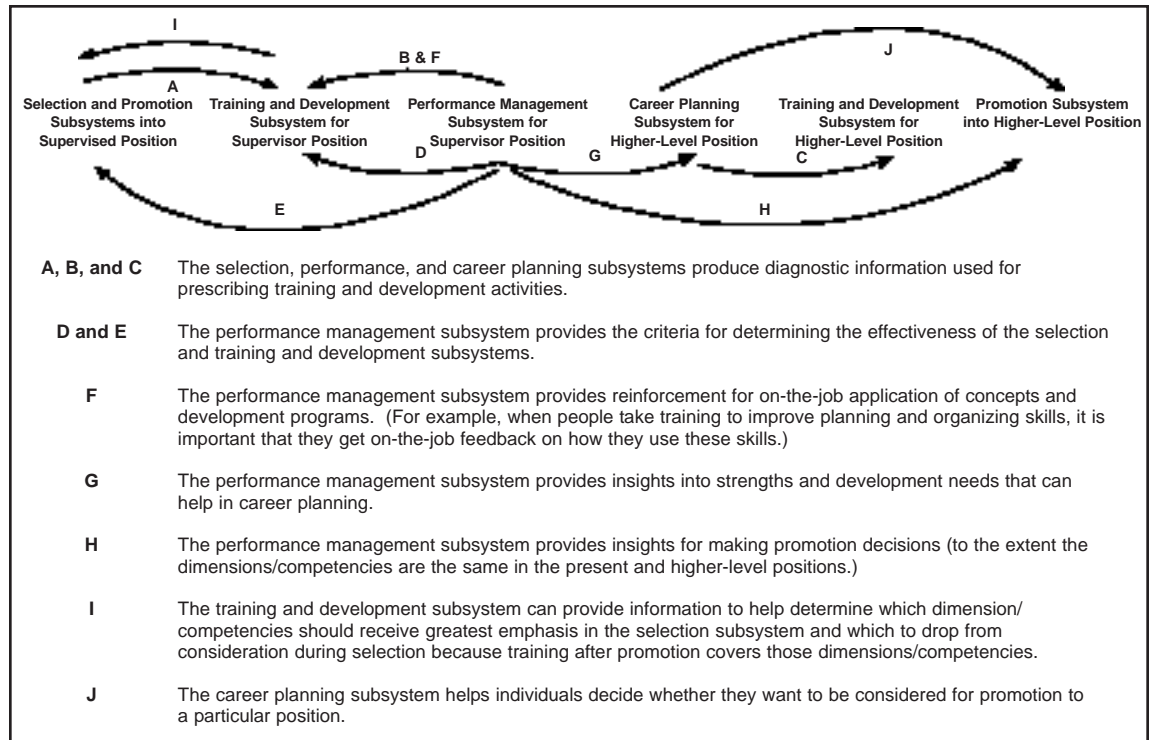 I
A
B & F
J
Selection and Promotion
Subsystems into
Supervised Position
Training and Development
Subsystem for
Supervisor Position
Performance Management
Subsystem for
Supervisor Position
Career Planning
Subsystem for
Higher-Level Position
Training and Development
Subsystem for
Higher-Level Position
Promotion Subsystem
into Higher-Level Position
D
G
C
E
H
A, B, and C
The selection, performance, and career planning subsystems produce diagnostic information used for
prescribing training and development activities.
D and E
The performance management subsystem provides the criteria for determining the effectiveness of the selection
and training and development subsystems.
F
The performance management subsystem provides reinforcement for on-the-job application of concepts and
development programs. (For example, when people take training to improve planning and organizing skills, it is
important that they get on-the-job feedback on how they use these skills.)
G
The performance management subsystem provides insights into strengths and development needs that can
help in career planning.
H
The performance management subsystem provides insights for making promotion decisions (to the extent the
dimensions/competencies are the same in the present and higher-level positions.)
I
The training and development subsystem can provide information to help determine which dimension/
competencies should receive greatest emphasis in the selection subsystem and which to drop from
consideration during selection because training after promotion covers those dimensions/competencies.
J
The career planning subsystem helps individuals decide whether they want to be considered for promotion to
a particular position.